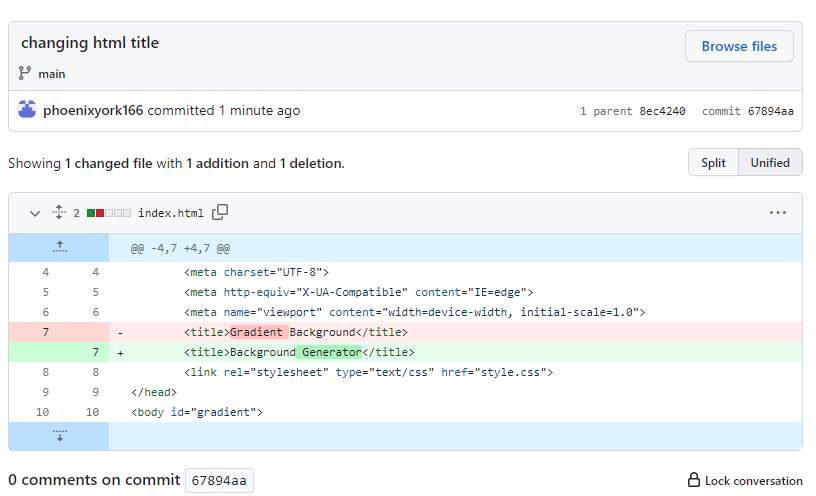 changing html title
Browse files
main
phoenixyork166 committed 1 minute ago 1 parent 8ec4240 commit 67894aa
Showing 1 changed file with 1 addition and 1 deletion.
Split Unified
2 index.html
@@ -4,7 +4,7 @@
4 4 <meta charset="UTF-8">
5 5 <meta http-equiv="X-UA-Compatible" content="IE=edge">
6 6 <meta name="viewport" content="width=device-width, initial-scale=1.0">
7 - <title>Gradient Background</title>
7 + <title>Background Generator</title>
8 8 <link rel="stylesheet" type="text/css" href="style.css">
9 9 </head>
10 10 <body id="gradient">
0 comments on commit 67894aa
Lock conversation